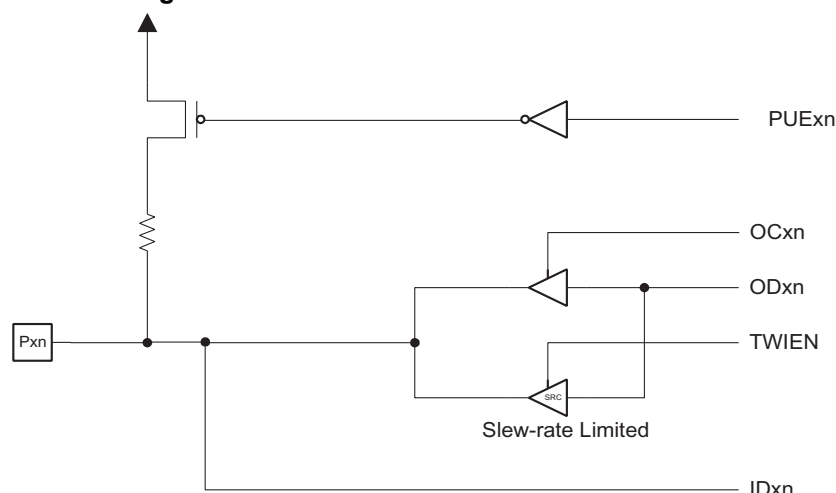 PUExn
OCxn
ODxn
Pxn
TWIEN
SRC
Slew-rate Limited
IDxn